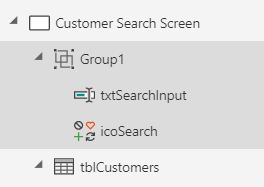 Customer Search Screen
Group1
txtSearchInput
icoSearch
tblCustomers